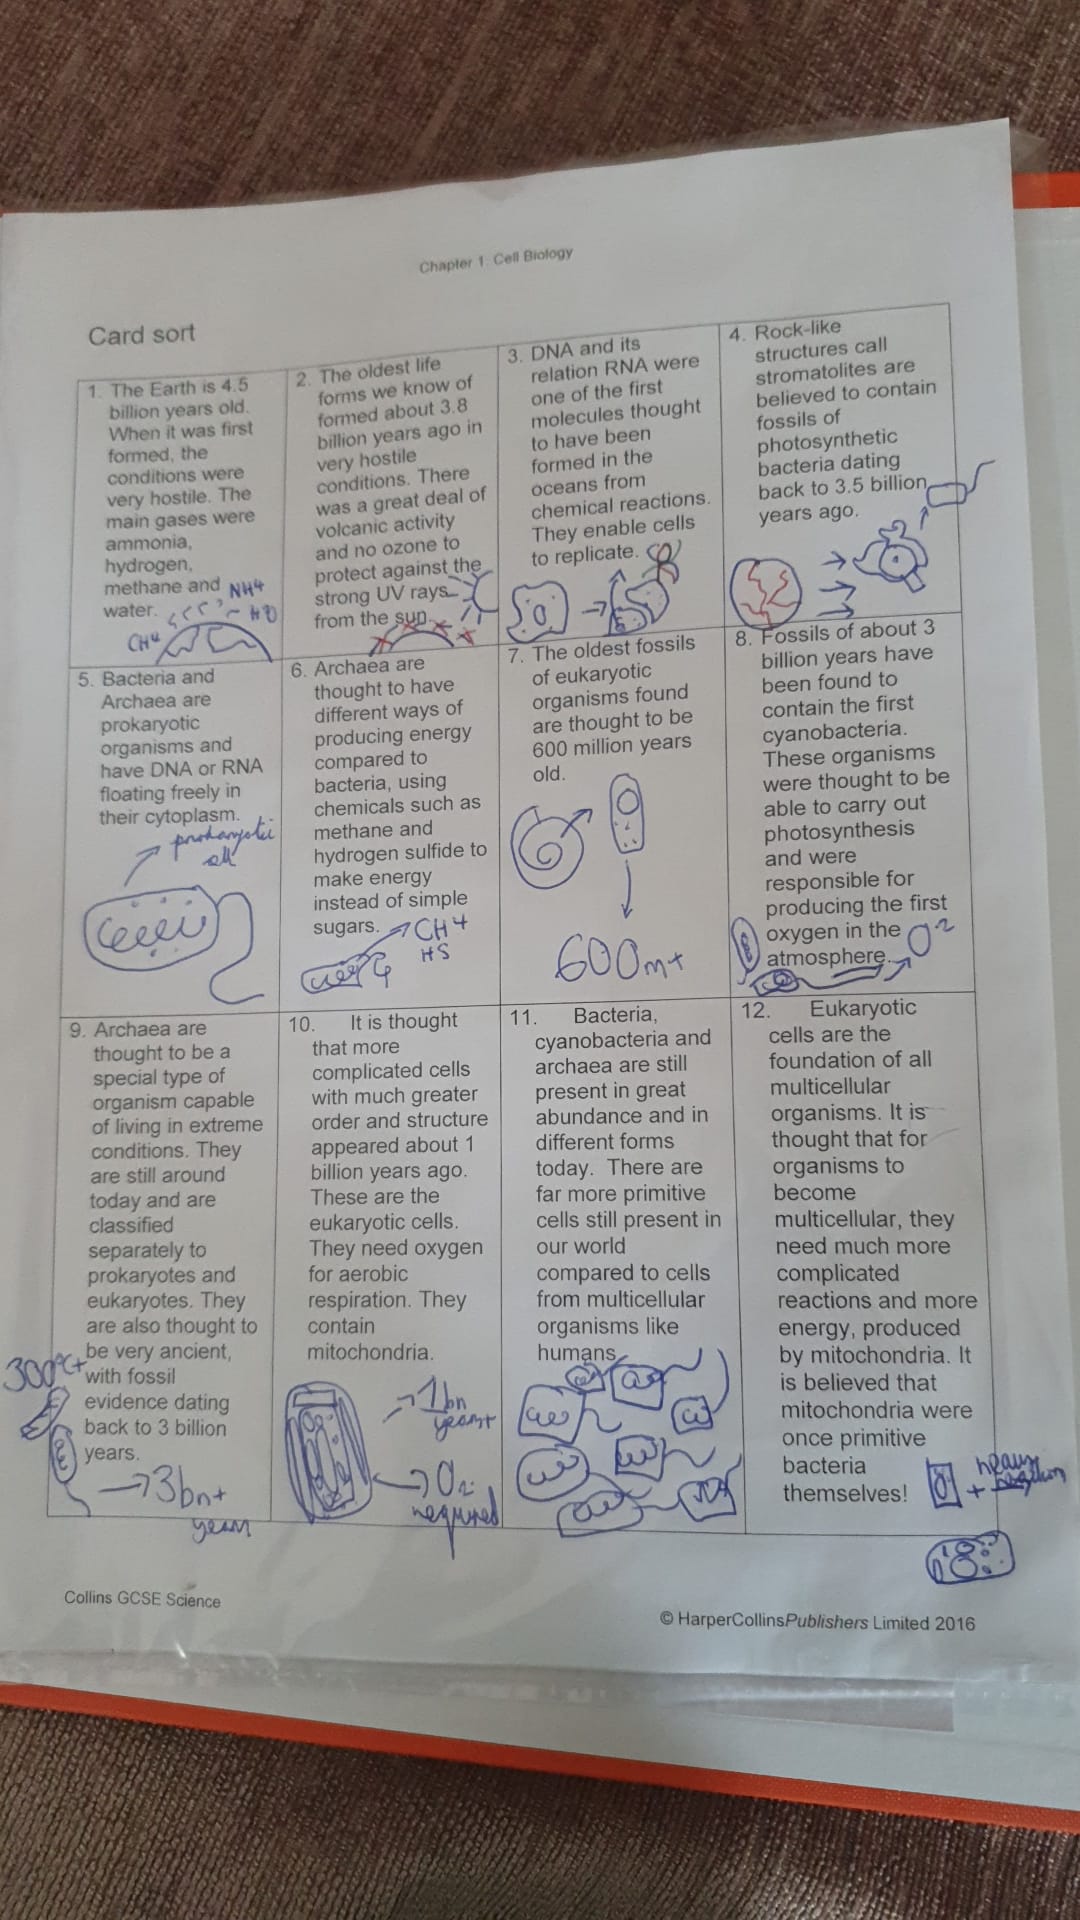 Chapter 1: Cell Biology
Card sort
1. The Earth is 4.5
billion years old.
When it was first
formed, the
conditions were
very hostile. The
main gases were
ammonia,
hydrogen,
methane and
water.
NH4
H2O
CH4
2. The oldest life
forms we know of
formed about 3.8
billion years ago in
very hostile
conditions. There
was a great deal of
volcanic activity
and no ozone to
protect against the
strong UV rays
from the sun.
3. DNA and its
relation RNA were
one of the first
molecules thought
to have been
formed in the
oceans from
chemical reactions.
They enable cells
to replicate.
4. Rock-like
structures call
stromatolites are
believed to contain
fossils of
photosynthetic
bacteria dating
back to 3.5 billion
years ago.
5. Bacteria and
Archaea are
prokaryotic
organisms and
have DNA or RNA
floating freely in
their cytoplasm.
prokaryotic
cell
6. Archaea are
thought to have
different ways of
producing energy
compared to
bacteria, using
chemicals such as
methane and
hydrogen sulfide to
make energy
instead of simple
sugars.
CH4
HS
7. The oldest fossils
of eukaryotic
organisms found
are thought to be
600 million years
old.
600m+
8. Fossils of about 3
billion years have
been found to
contain the first
cyanobacteria.
These organisms
were thought to be
able to carry out
photosynthesis
and were
responsible for
producing the first
oxygen in the
atmosphere.
O2
9. Archaea are
thought to be a
special type of
organism capable
of living in extreme
conditions. They
are still around
today and are
classified
separately to
prokaryotes and
eukaryotes. They
are also thought to
be very ancient,
with fossil
evidence dating
back to 3 billion
years.
300°C+
3bn+
years
10. It is thought
that more
complicated cells
with much greater
order and structure
appeared about 1
billion years ago.
These are the
eukaryotic cells.
They need oxygen
for aerobic
respiration. They
contain
mitochondria.
1bn
years+
O2
required
11. Bacteria,
cyanobacteria and
archaea are still
present in great
abundance and in
different forms
today. There are
far more primitive
cells still present in
our world
compared to cells
from multicellular
organisms like
humans
12. Eukaryotic
cells are the
foundation of all
multicellular
organisms. It is
thought that for
organisms to
become
multicellular, they
need much more
complicated
reactions and more
energy, produced
by mitochondria. It
is believed that
mitochondria were
once primitive
bacteria
themselves!
+
Collins GCSE Science
© HarperCollinsPublishers Limited 2016